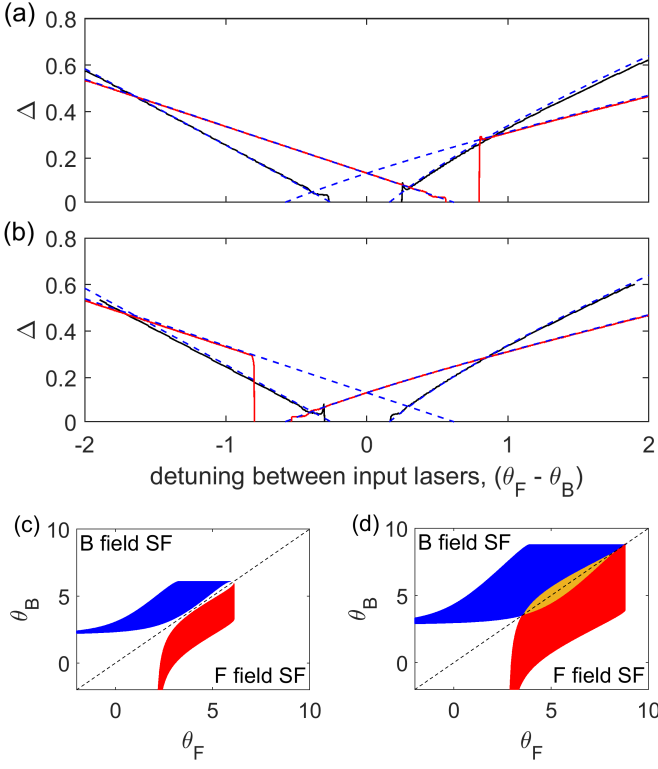 (a)
0.8
0.6
0.4
0.2
0
Δ
(b)
0.8
0.6
0.4
0.2
0
Δ
-2 -1 0 1 2
detuning between input lasers, (θF - θB)
(c)
10
5
0
θB
B field SF
F field SF
0 5 10
θF
(d)
10
5
0
θB
B field SF
F field SF
0 5 10
θF